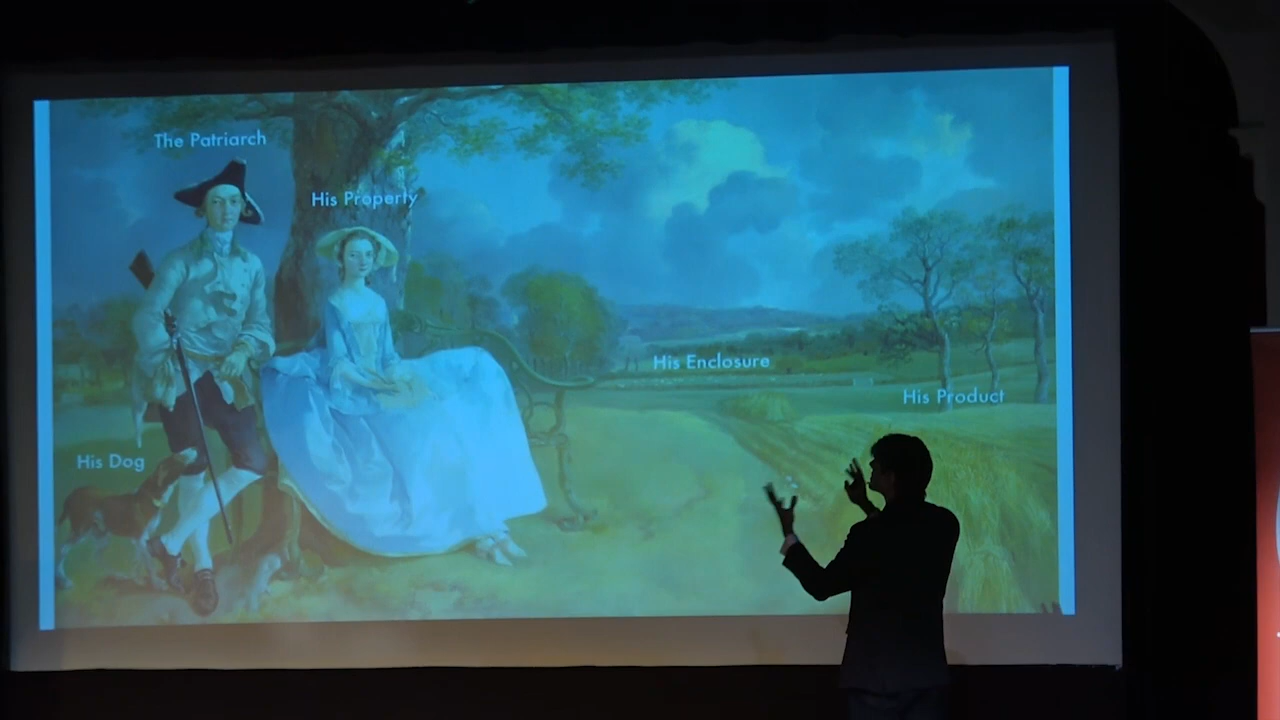 The Patriarch
His Property
His Enclosure
His Product
His Dog